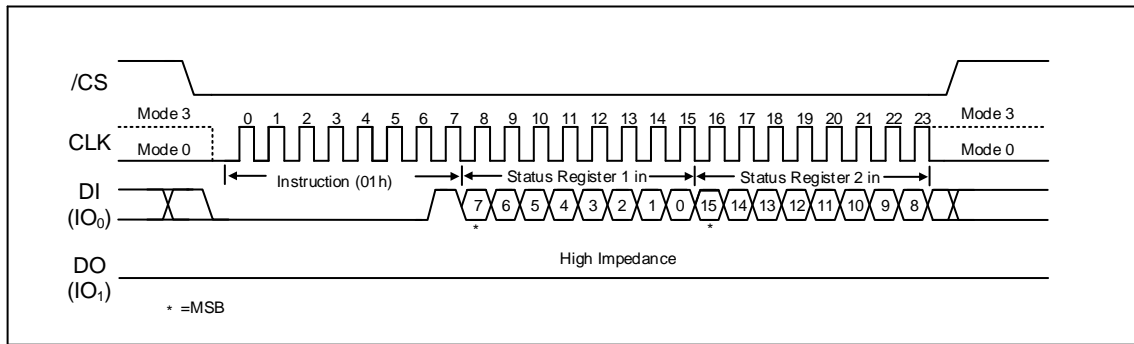 /CS
Mode 3
0 1 2 3 4 5 6 7 8 9 10 11 12 13 14 15 16 17 18 19 20 21 22 23
Mode 3
CLK
Mode 0
Mode 0
Instruction (01h)
Status Register 1 in
Status Register 2 in
DI
(IO0)
7 6 5 4 3 2 1 0 15 14 13 12 11 10 9 8
* *
High Impedance
DO
(IO1)
* =MSB